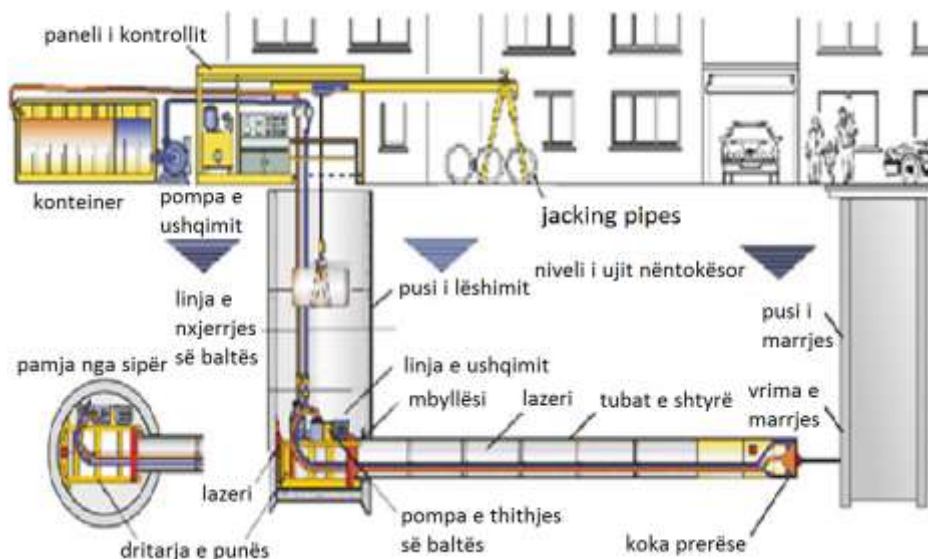 paneli i kontrollit
konteiner
pompa e
ushqimit
jacking pipes
niveli i ujit nëntokësor
linja e
nxjerrjes
së baltës
pusi i lëshimit
pusi i
marrjes
pamja nga sipër
linja e ushqimit
mbyllësi
lazeri
tubat e shtyrë
vrima e
marrjes
lazeri
dritarja e punës
pompa e thithjes
së baltës
koka prerëse